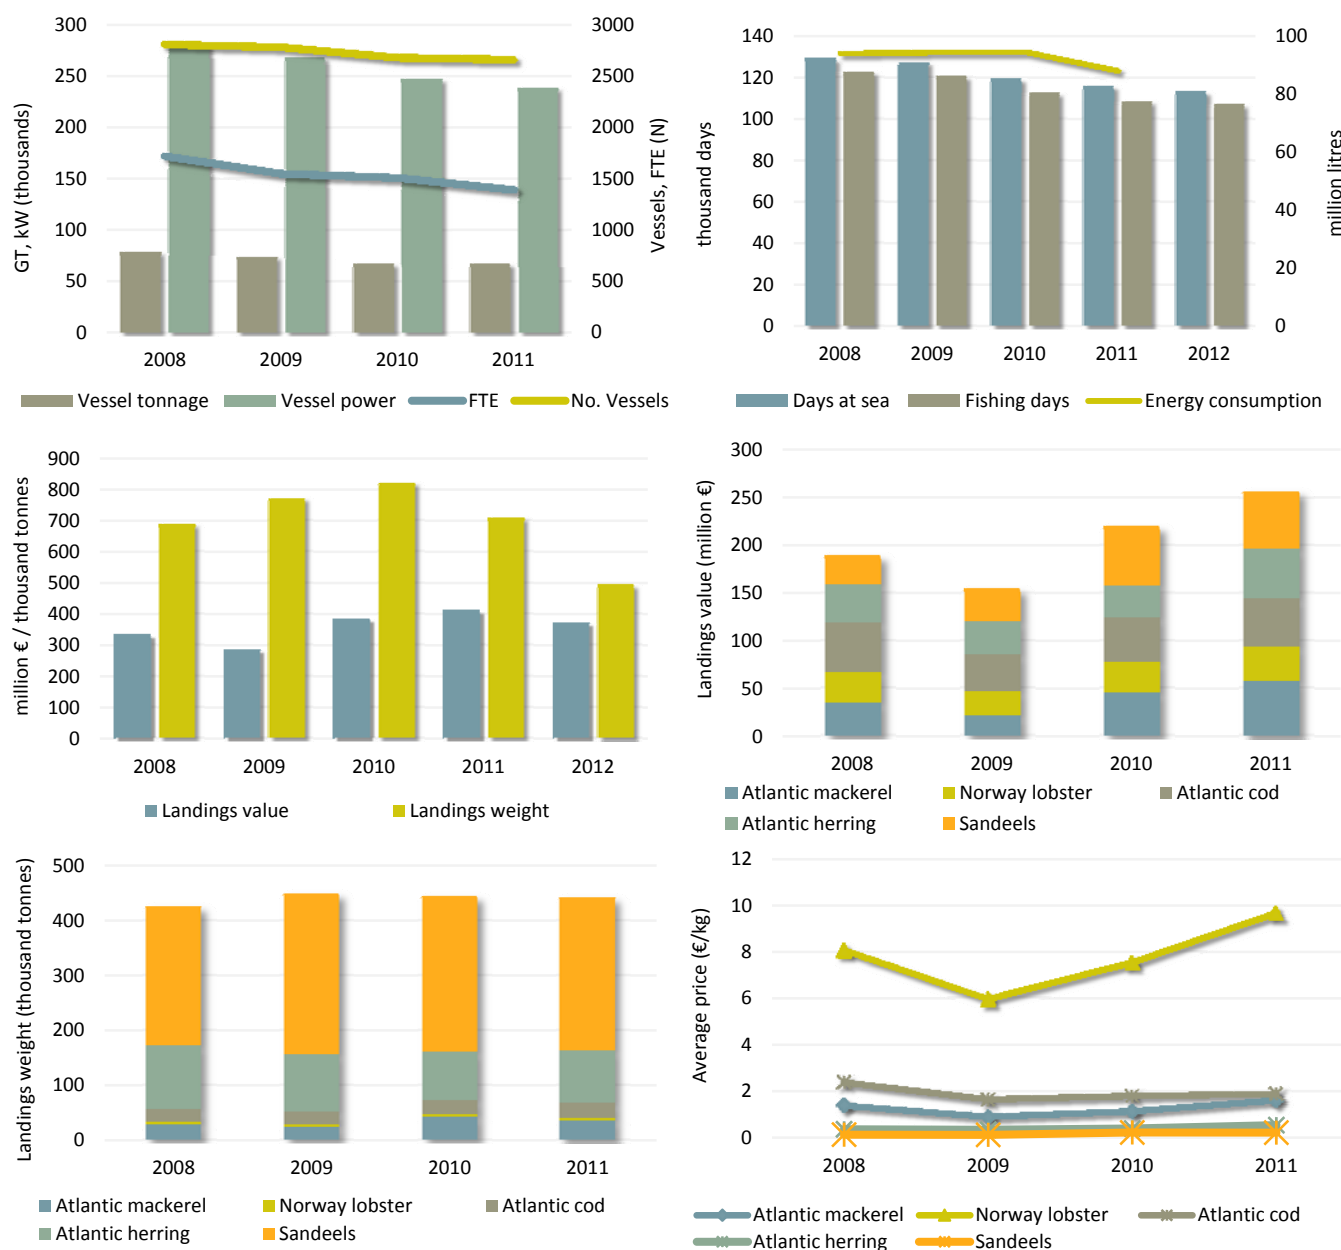 300
250
200
150
100
50
0
GT, kW (thousands)
3000
2500
2000
1500
1000
500
0
Vessels, FTE (N)
2008 2009 2010 2011
Vessel tonnage Vessel power FTE No. Vessels
140
120
100
80
60
40
20
0
thousand days
100
80
60
40
20
0
million litres
2008 2009 2010 2011 2012
Days at sea Fishing days Energy consumption
900
800
700
600
500
400
300
200
100
0
million € / thousand tonnes
2008 2009 2010 2011 2012
Landings value Landings weight
300
250
200
150
100
50
0
Landings value (million €)
2008 2009 2010 2011
Atlantic mackerel Norway lobster Atlantic cod
Atlantic herring Sandeels
500
400
300
200
100
0
Landings weight (thousand tonnes)
2008 2009 2010 2011
Atlantic mackerel Norway lobster Atlantic cod
Atlantic herring Sandeels
12
10
8
6
4
2
0
Average price (€/kg)
2008 2009 2010 2011
Atlantic mackerel Norway lobster Atlantic cod
Atlantic herring Sandeels